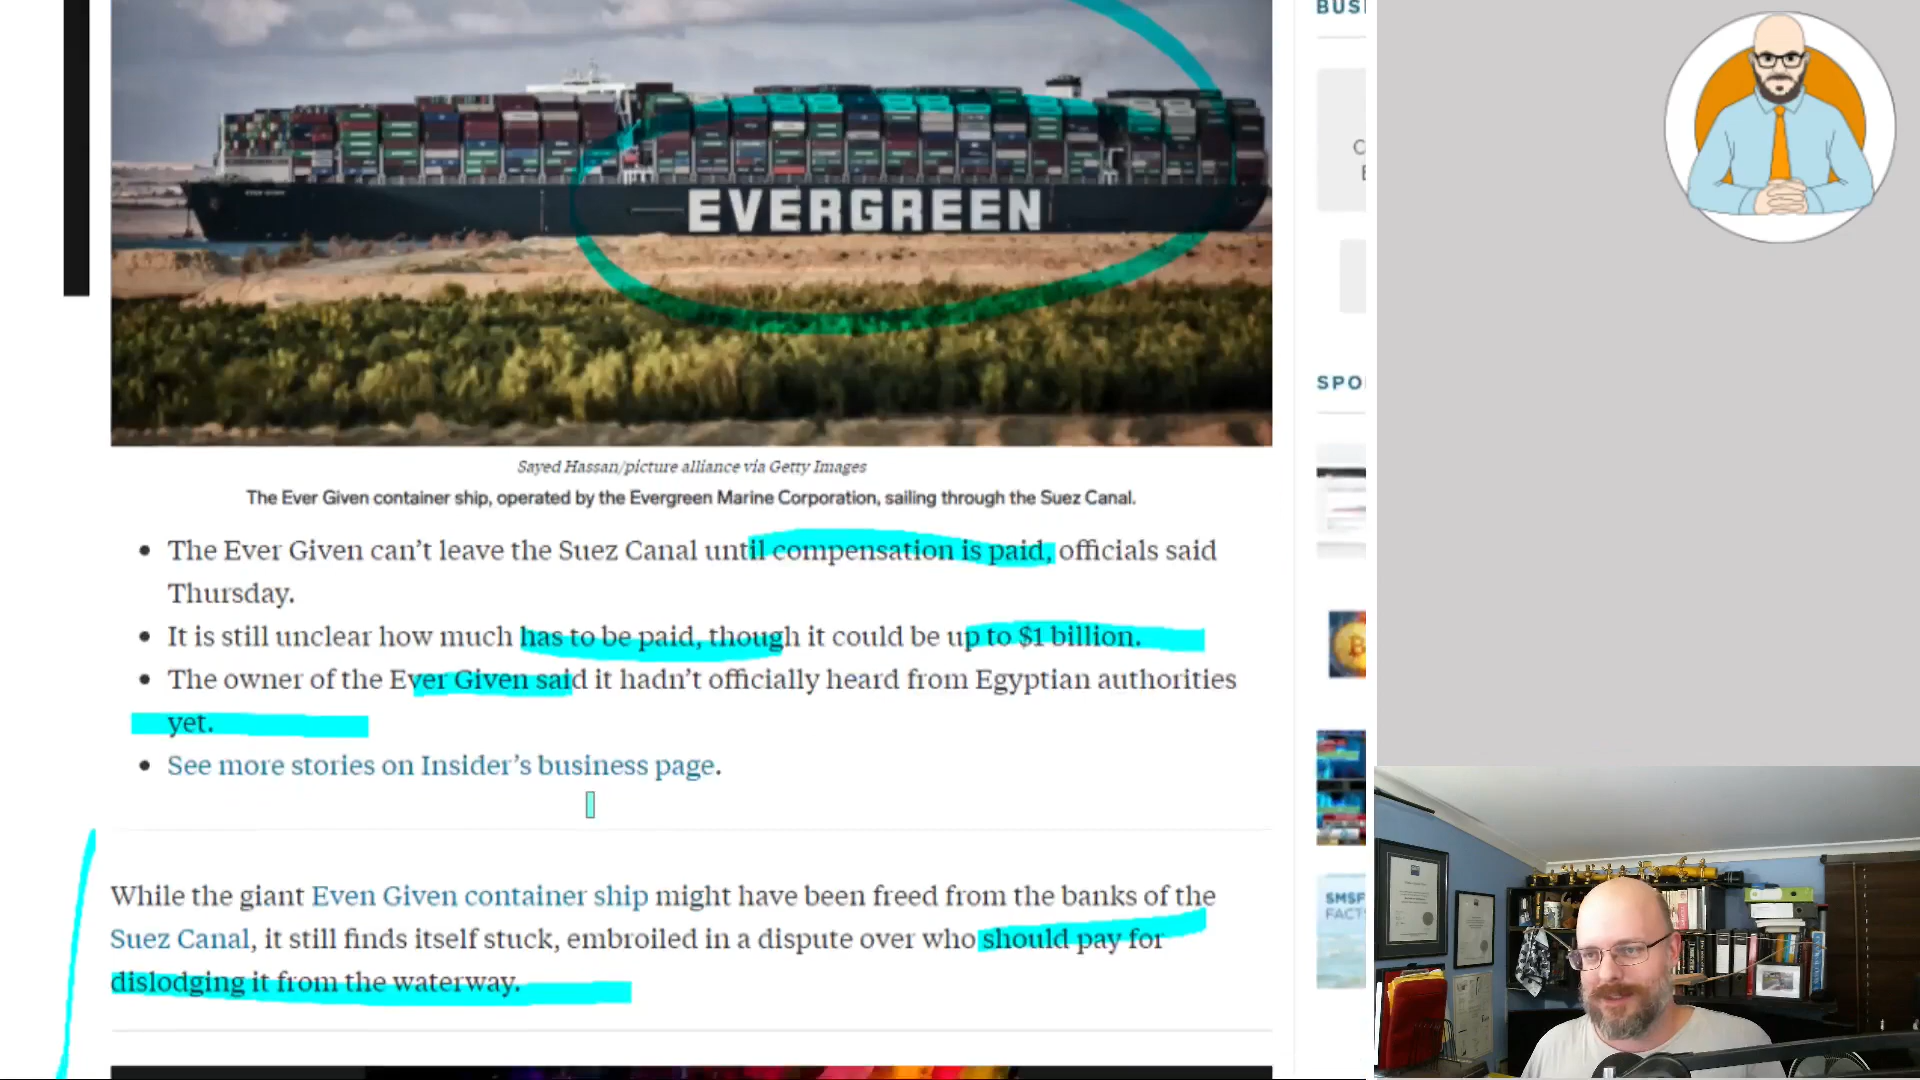 BUSI
EVERGREEN
SPO
Sayed Hassan/picture alliance via Getty Images
The Ever Given container ship, operated by the Evergreen Marine Corporation, sailing through the Suez Canal.
• The Ever Given can’t leave the Suez Canal until compensation is paid, officials said
Thursday.
• It is still unclear how much has to be paid, though it could be up to $1 billion.
• The owner of the Ever Given said it hadn’t officially heard from Egyptian authorities
yet.
• See more stories on Insider’s business page.
While the giant Even Given container ship might have been freed from the banks of the
Suez Canal, it still finds itself stuck, embroiled in a dispute over who should pay for
dislodging it from the waterway.
SMSF
FACT